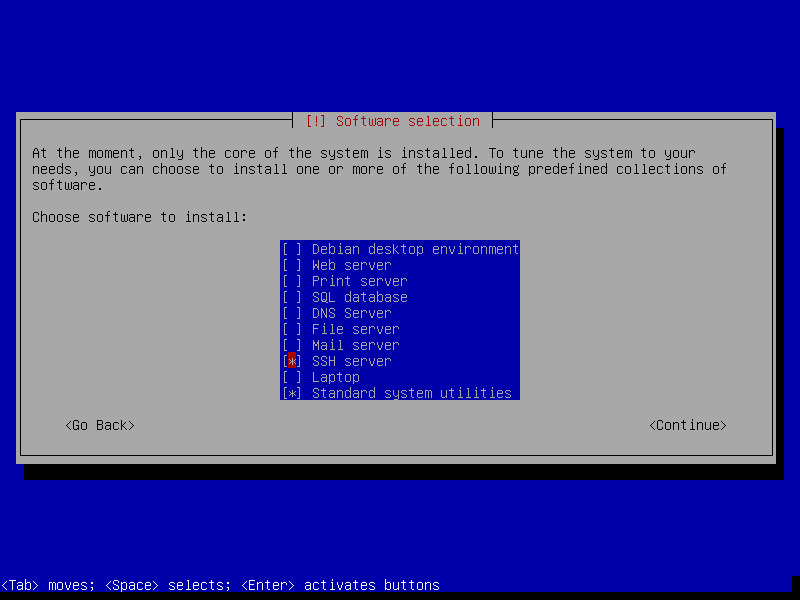 [!] Software selection
At the moment, only the core of the system is installed. To tune the system to your
needs, you can choose to install one or more of the following predefined collections of
software.
Choose software to install:
[ ] Debian desktop environment
[ ] Web server
[ ] Print server
[ ] SQL database
[ ] DNS Server
[ ] File server
[ ] Mail server
[*] SSH server
[ ] Laptop
[*] Standard system utilities
<Go Back> <Continue>
<Tab> moves; <Space> selects; <Enter> activates buttons